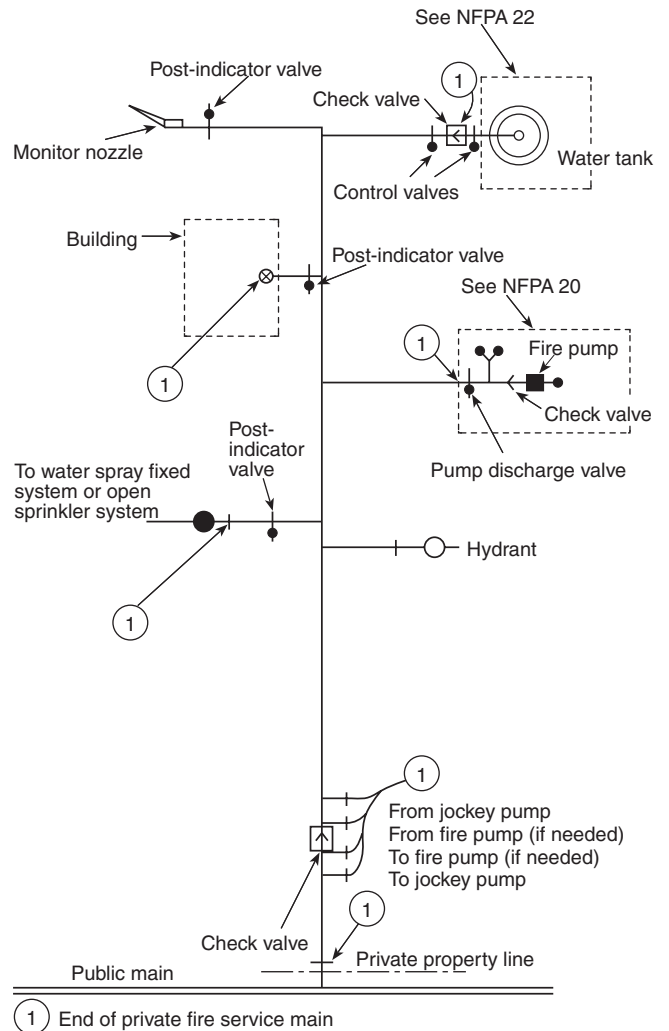 See NFPA 22
Post-indicator valve
1
Check valve
Monitor nozzle
Water tank
Control valves
Building
Post-indicator valve
See NFPA 20
1
Fire pump
1
Check valve
Post-
indicator
valve
Pump discharge valve
To water spray fixed
system or open
sprinkler system
Hydrant
1
1
From jockey pump
From fire pump (if needed)
To fire pump (if needed)
To jockey pump
1
Check valve
Private property line
Public main
1 End of private fire service main